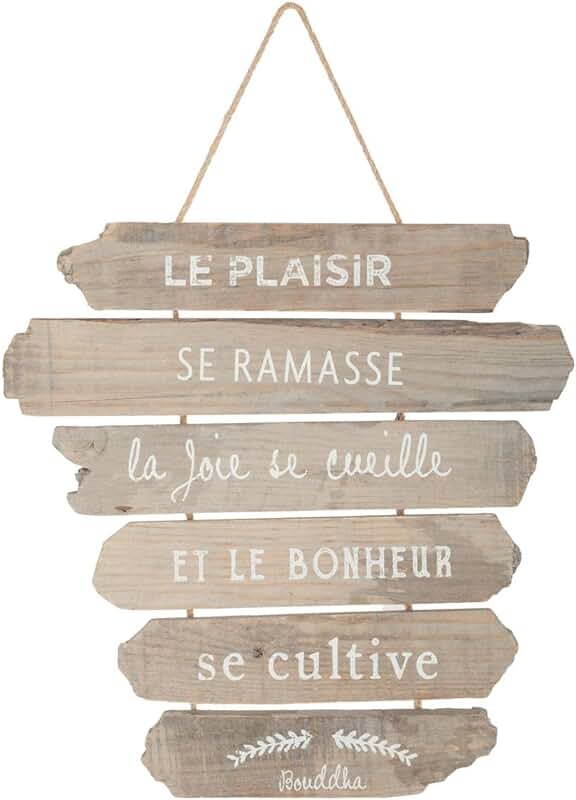 LE PLAISIR
SE RAMASSE
la Joie se cueille
ET LE BONHEUR
se cultive
Bouddha